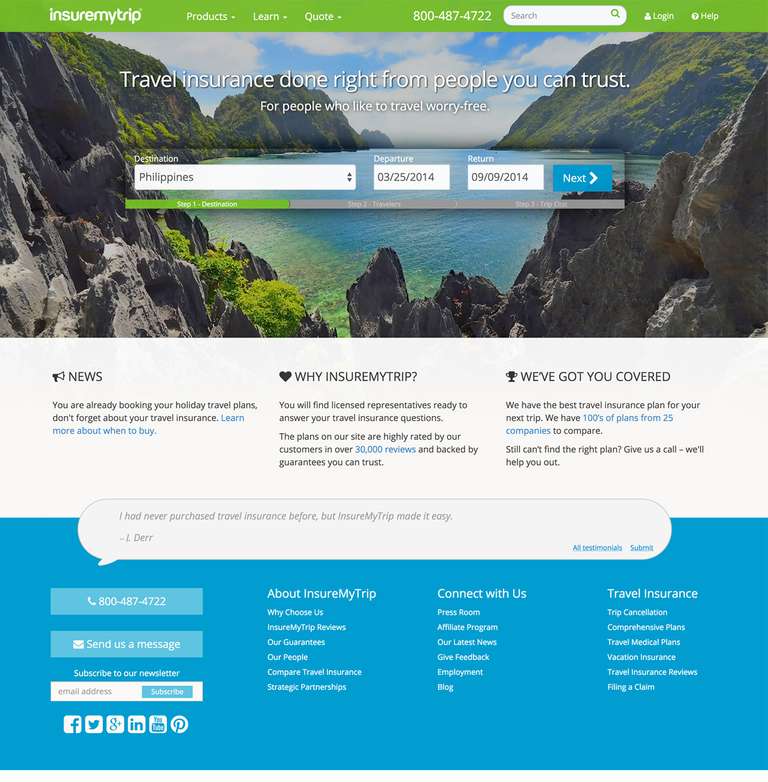 insuremytrip
Products Learn Quote 800-487-4722 Search Login Help
Travel insurance done right from people you can trust.
For people who like to travel worry-free.
Destination Departure Return
Philippines 03/25/2014 09/09/2014 Next
Step 1 - Destination Step 2 - Travelers Step 3 - Trip Cost
NEWS
You are already booking your holiday travel plans,
don't forget about your travel insurance. Learn
more about when to buy.
WHY INSUREMYTRIP?
You will find licensed representatives ready to
answer your travel insurance questions.
The plans on our site are highly rated by our
customers in over 30,000 reviews and backed by
guarantees you can trust.
WE'VE GOT YOU COVERED
We have the best travel insurance plan for your
next trip. We have 100's of plans from 25
companies to compare.
Still can't find the right plan? Give us a call – we'll
help you out.
I had never purchased travel insurance before, but InsureMyTrip made it easy.
– J. Derr
All testimonials Submit
800-487-4722
Send us a message
Subscribe to our newsletter
email address Subscribe
About InsureMyTrip
Why Choose Us
InsureMyTrip Reviews
Our Guarantees
Our People
Compare Travel Insurance
Strategic Partnerships
Connect with Us
Press Room
Affiliate Program
Our Latest News
Give Feedback
Employment
Blog
Travel Insurance
Trip Cancellation
Comprehensive Plans
Travel Medical Plans
Vacation Insurance
Travel Insurance Reviews
Filing a Claim